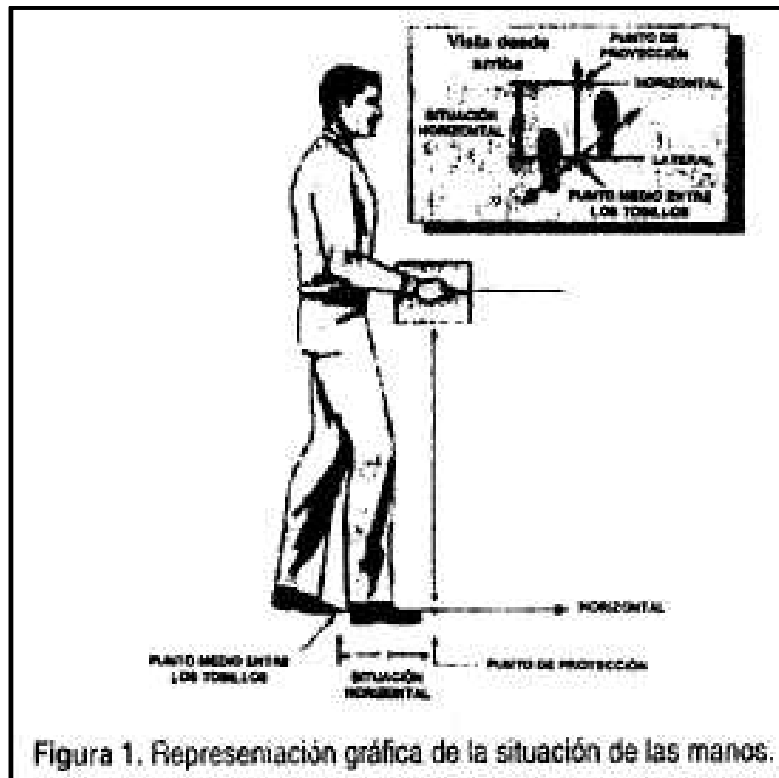 Vista desde
arriba
PUNTO DE
PROYECCIÓN
HORIZONTAL
SITUACIÓN
HORIZONTAL
LATERAL
PUNTO MEDIO ENTRE
LOS TOBILLOS
HORIZONTAL
PUNTO MEDIO ENTRE
LOS TOBILLOS
SITUACIÓN
HORIZONTAL
PUNTO DE PROYECCIÓN
Figura 1. Representación gráfica de la situación de las manos.